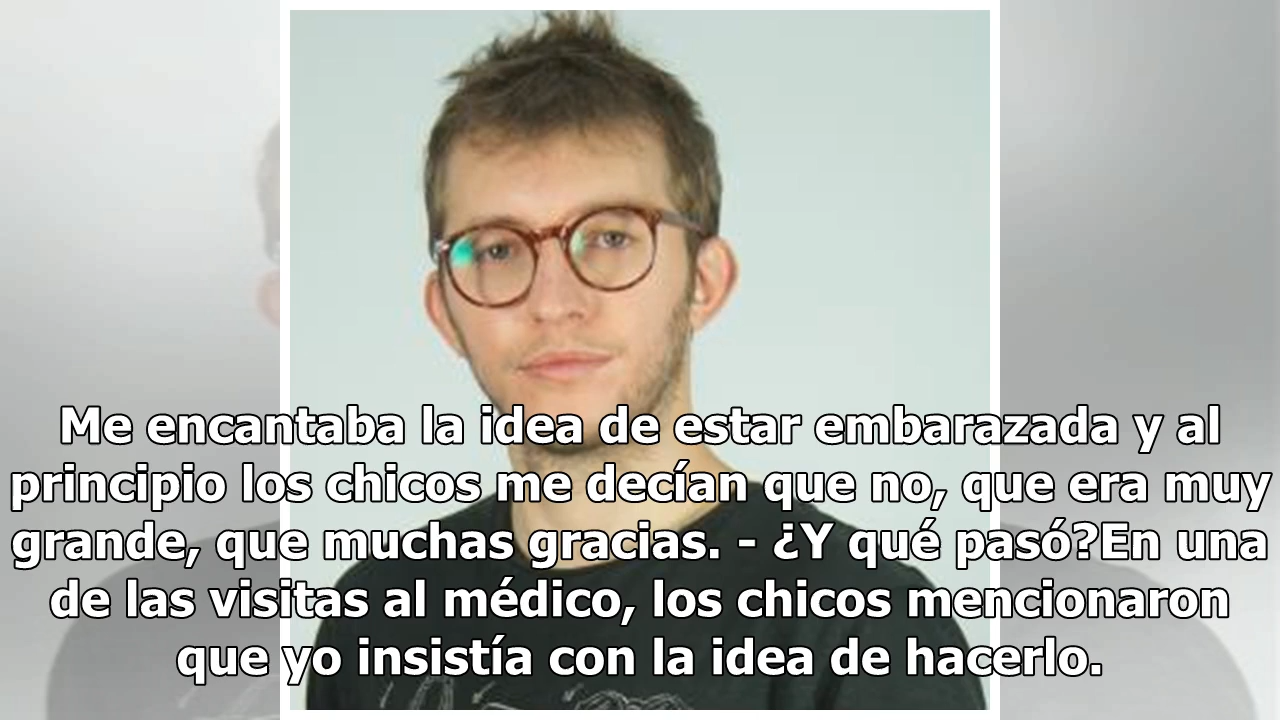 Me encantaba la idea de estar embarazada y al
principio los chicos me decían que no, que era muy
grande, que muchas gracias. - ¿Y qué pasó?En una
de las visitas al médico, los chicos mencionaron
que yo insistía con la idea de hacerlo.